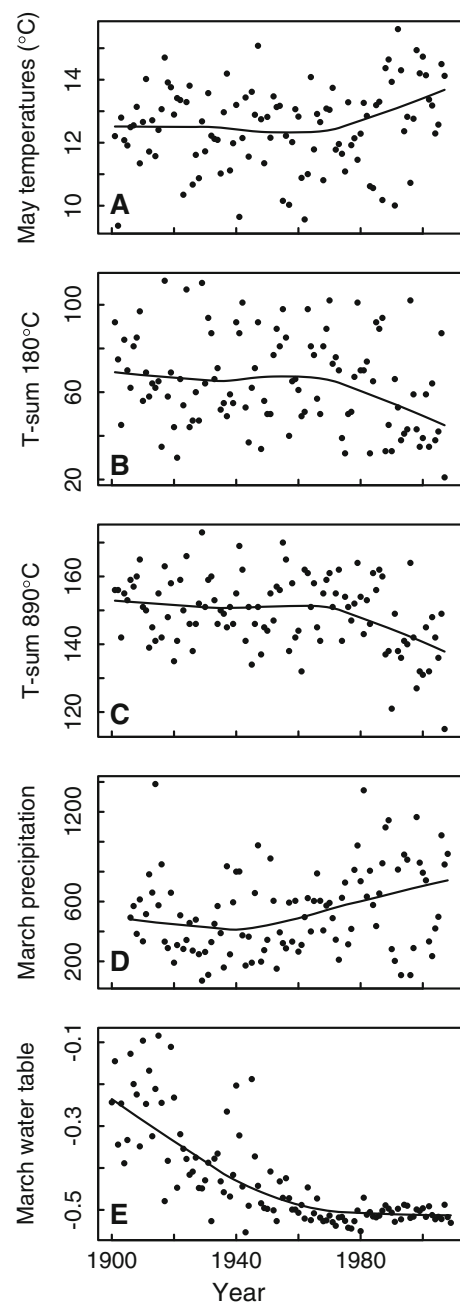 May temperatures (°C)
14
12
10
A
T-sum 180°C
100
60
20
B
T-sum 890°C
160
140
120
C
March precipitation
1200
600
200
D
March water table
-0.1
-0.3
-0.5
E
1900
1940
1980
Year